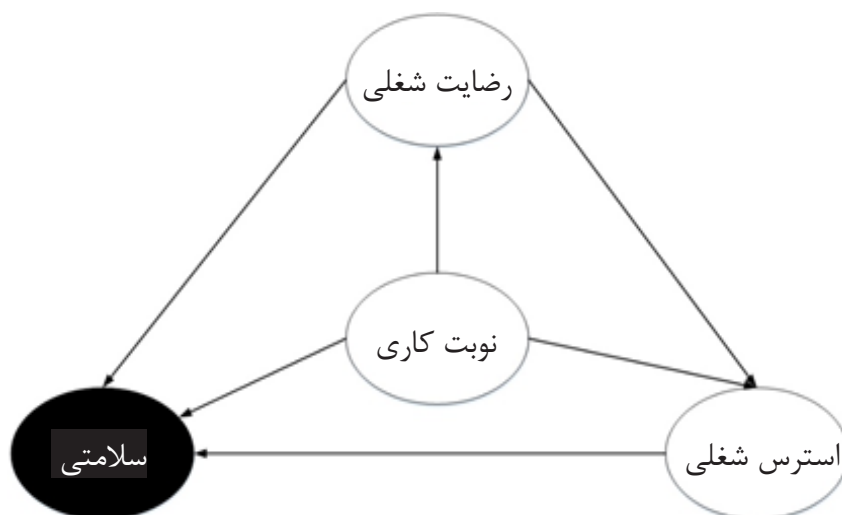 رضایت شغلی
نوبت کاری
استرس شغلی
سلامتی